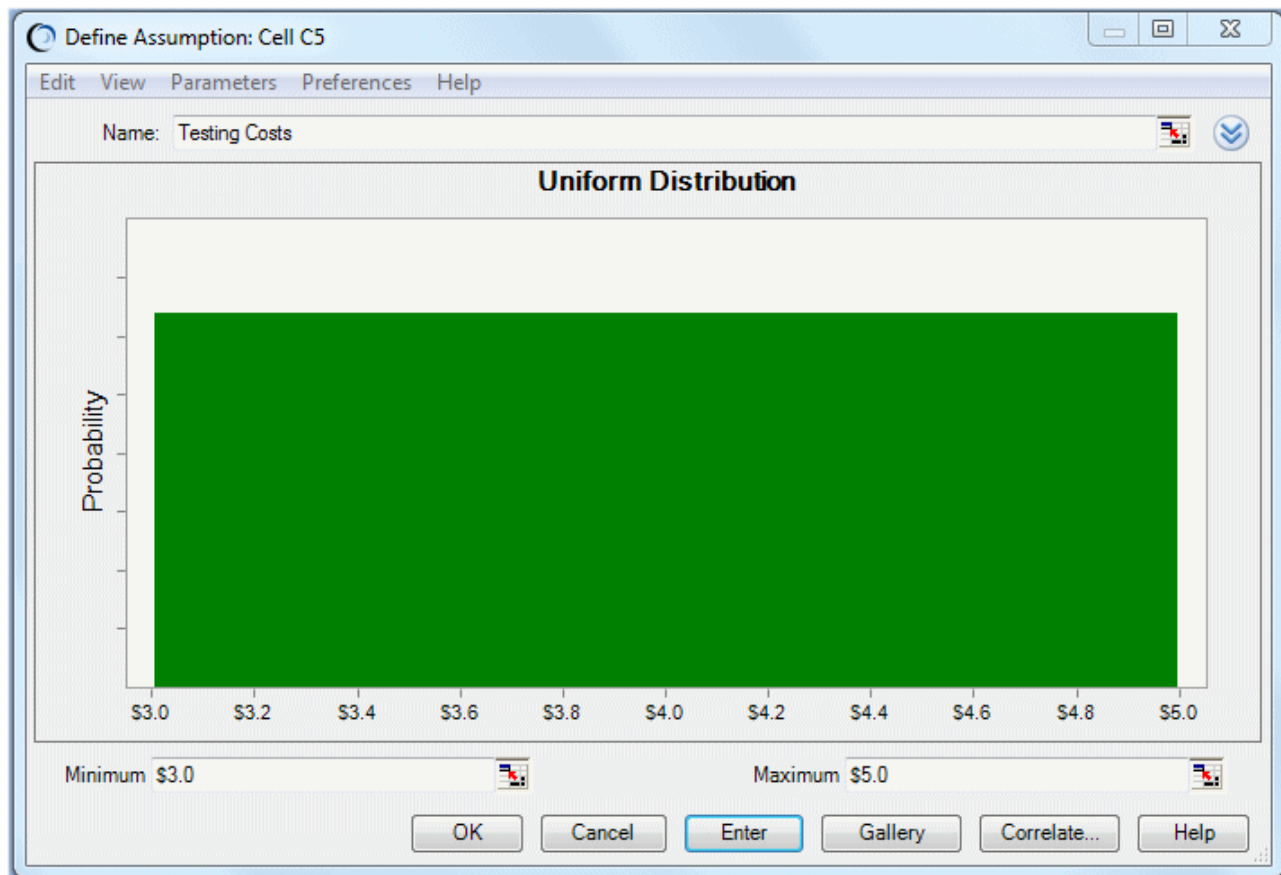 Define Assumption: Cell C5
Edit View Parameters Preferences Help
Name: Testing Costs
Uniform Distribution
Probability
$3.0 $3.2 $3.4 $3.6 $3.8 $4.0 $4.2 $4.4 $4.6 $4.8 $5.0
Minimum $3.0 Maximum $5.0
OK Cancel Enter Gallery Correlate... Help